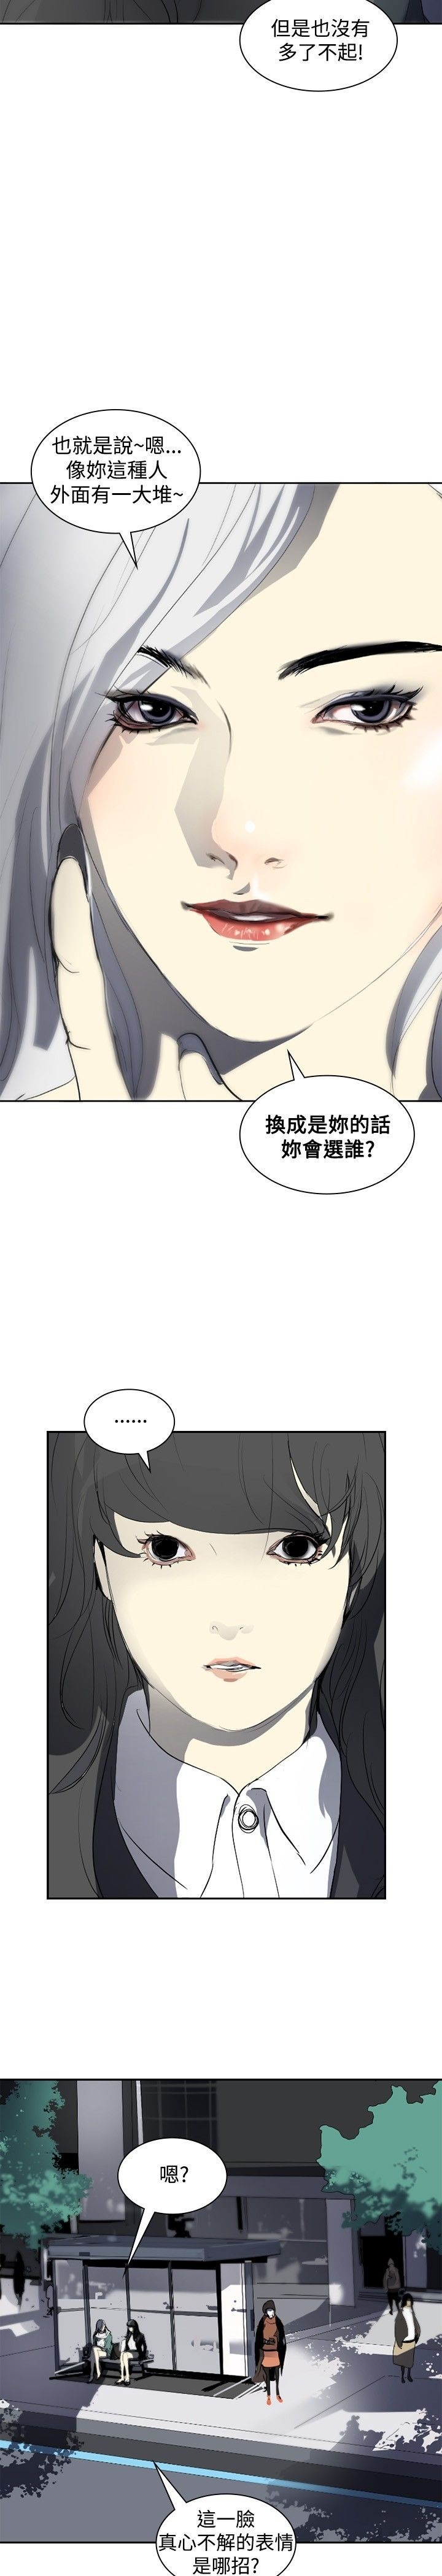 但是也沒有
多了不起!
也就是說~嗯...
像妳這種人
外面有一大堆~
換成是妳的話
妳會選誰?
......
嗯?
這一臉
真心不解的表情
是哪招?